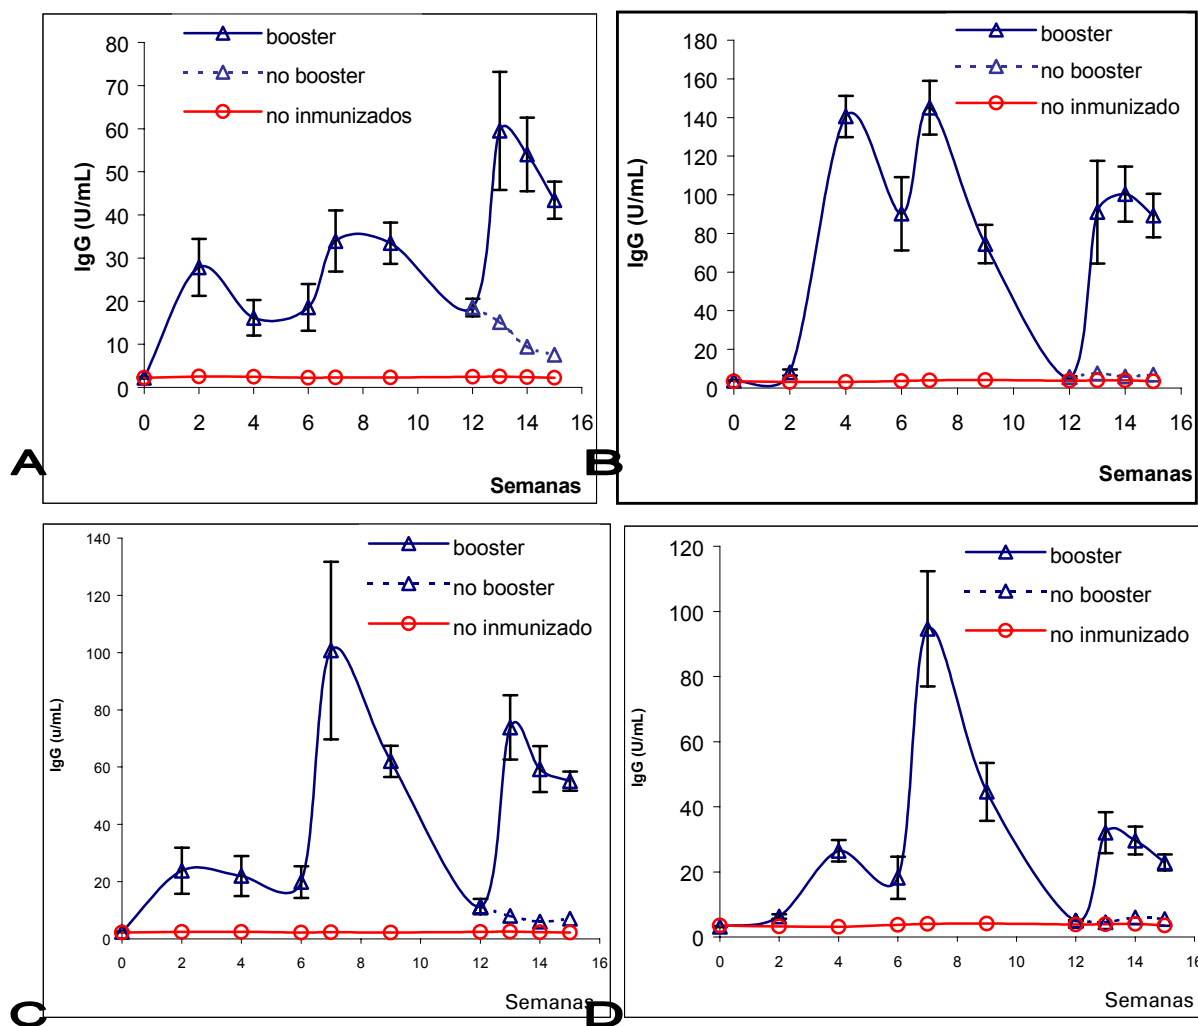 booster
no booster
no inmunizados
80
70
60
50
40
30
20
10
0
IgG (U/mL)
0 2 4 6 8 10 12 14 16
Semanas
A
booster
no booster
no inmunizado
180
160
140
120
100
80
60
40
20
0
IgG (U/mL)
0 2 4 6 8 10 12 14 16
Semanas
B
booster
no booster
no inmunizado
140
120
100
80
60
40
20
0
IgG (u/mL)
0 2 4 6 8 10 12 14 16
Semanas
C
booster
no booster
no inmunizado
120
100
80
60
40
20
0
IgG (U/mL)
0 2 4 6 8 10 12 14 16
Semanas
D